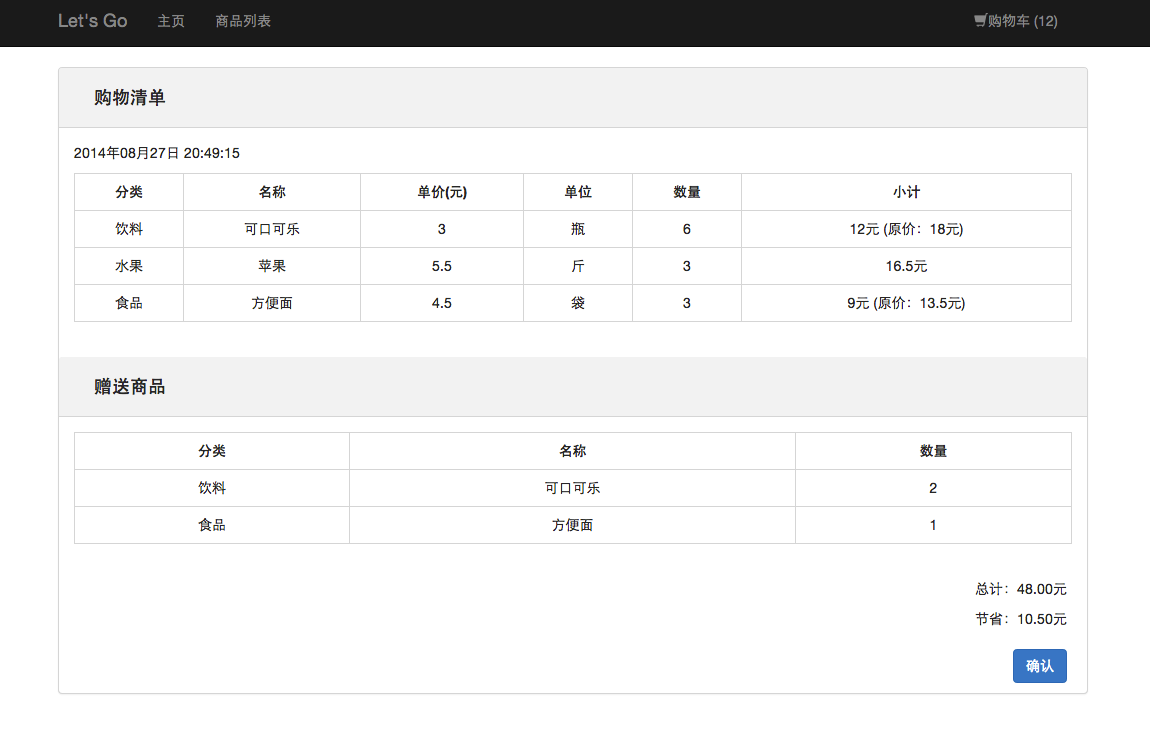 Let's Go 主页 商品列表 购物车 (12)
购物清单
2014年08月27日 20:49:15
分类 名称 单价(元) 单位 数量 小计
饮料 可口可乐 3 瓶 6 12元 (原价：18元)
水果 苹果 5.5 斤 3 16.5元
食品 方便面 4.5 袋 3 9元 (原价：13.5元)
赠送商品
分类 名称 数量
饮料 可口可乐 2
食品 方便面 1
总计：48.00元
节省：10.50元
确认